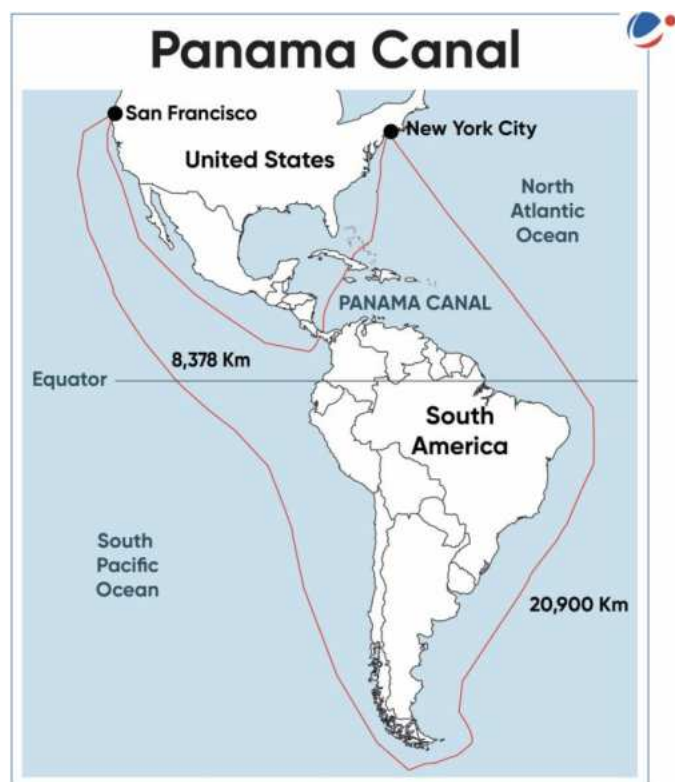 Panama Canal
San Francisco
New York City
United States
North
Atlantic
Ocean
PANAMA CANAL
8,378 Km
Equator
South
America
South
Pacific
Ocean
20,900 Km